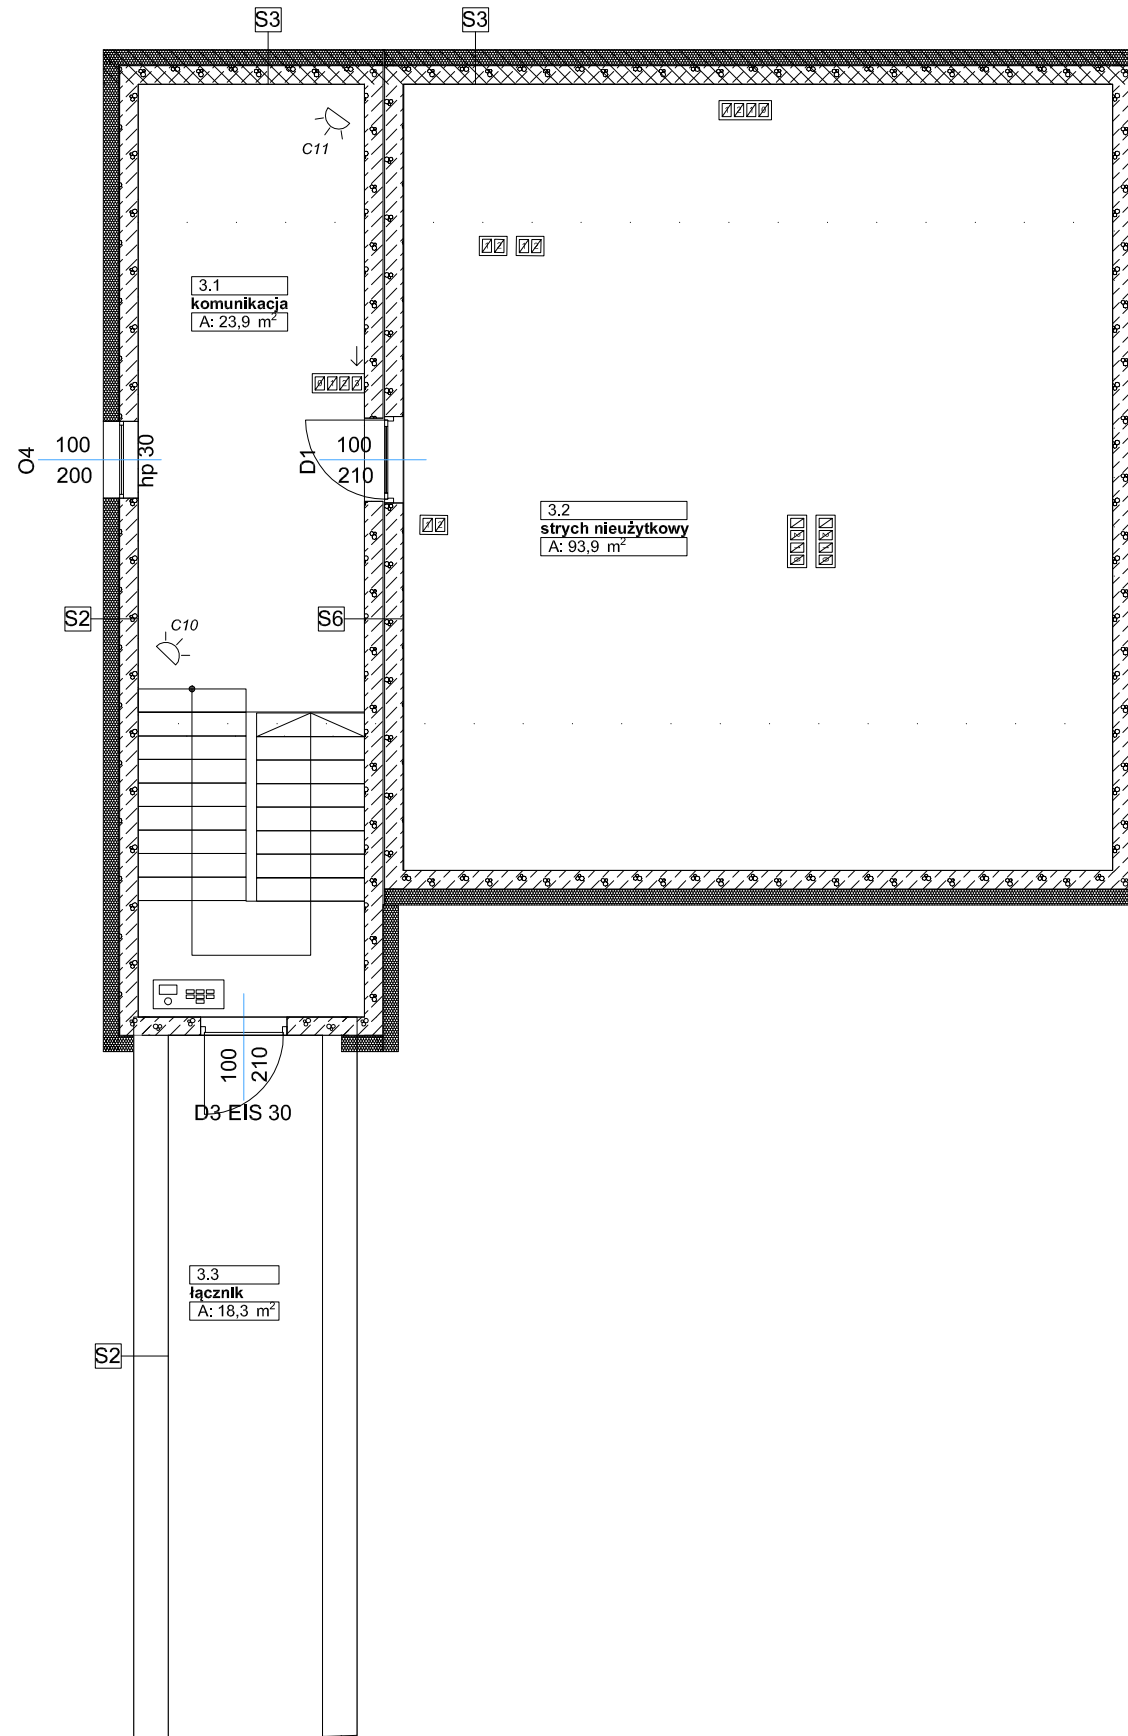 S3
S3
C11
3.1
komunikacja
A: 23,9 m²
O4
100
200
hp 30
D1
100
210
3.2
strych nieużytkowy
A: 93,9 m²
S2
S6
C10
100
210
D3 EIS 30
3.3
łącznik
A: 18,3 m²
S2